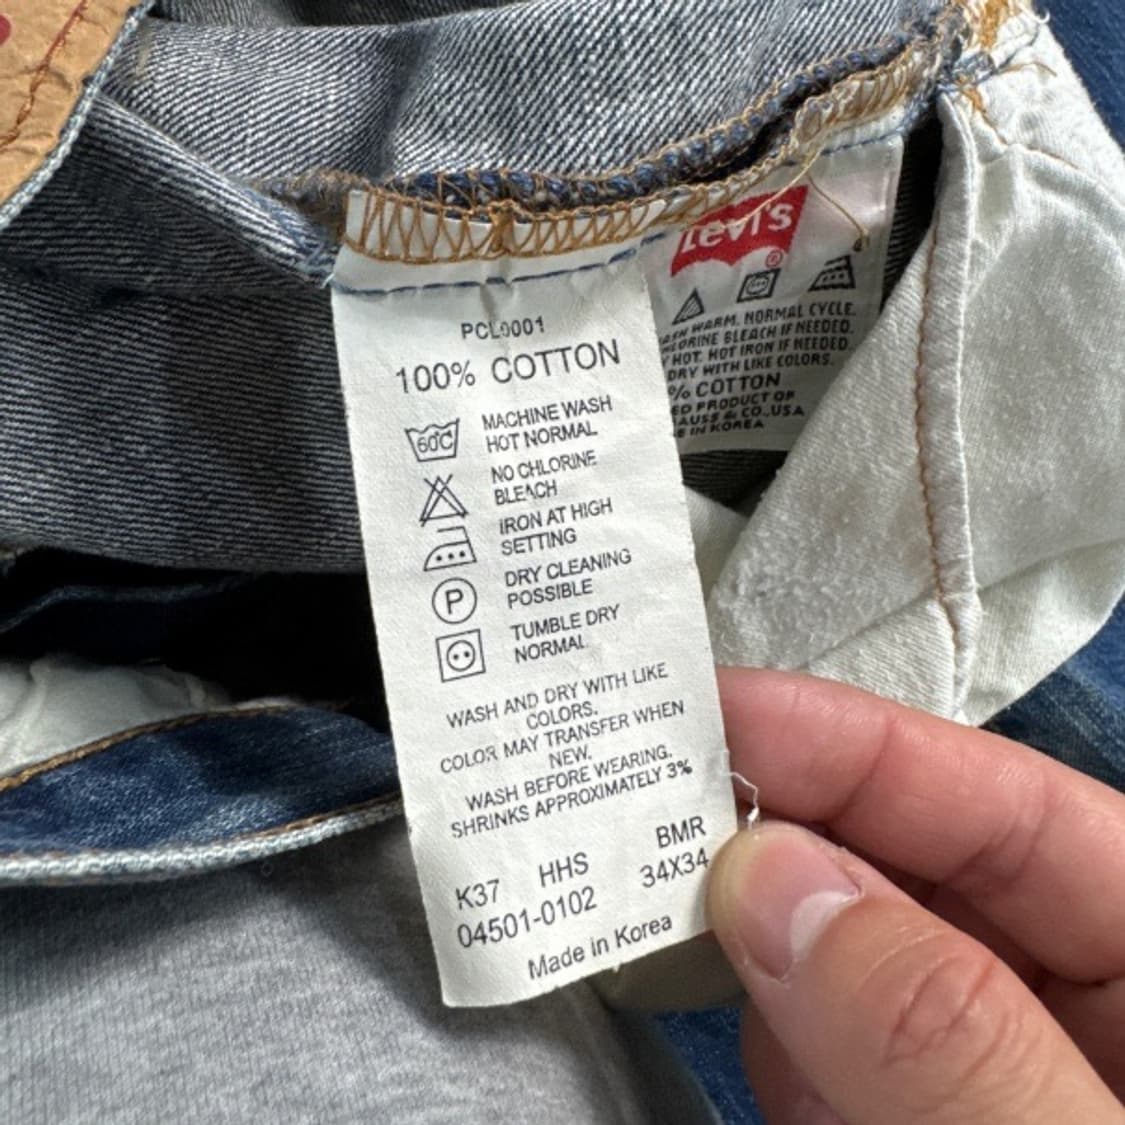 PCL0001
100% COTTON
60C
MACHINE WASH
HOT NORMAL
NO CHLORINE
BLEACH
IRON AT HIGH
SETTING
P
DRY CLEANING
POSSIBLE
TUMBLE DRY
NORMAL
WASH AND DRY WITH LIKE
COLORS.
COLOR MAY TRANSFER WHEN
NEW.
WASH BEFORE WEARING.
SHRINKS APPROXIMATELY 3%
K37 HHS BMR
04501-0102 34X34
Made in Korea
Levi's
®
WARM, NORMAL CYCLE.
BLEACH IF NEEDED.
HOT. HOT IRON IF NEEDED.
DRY WITH LIKE COLORS.
% COTTON
PRODUCT OF
& CO., USA
IN KOREA